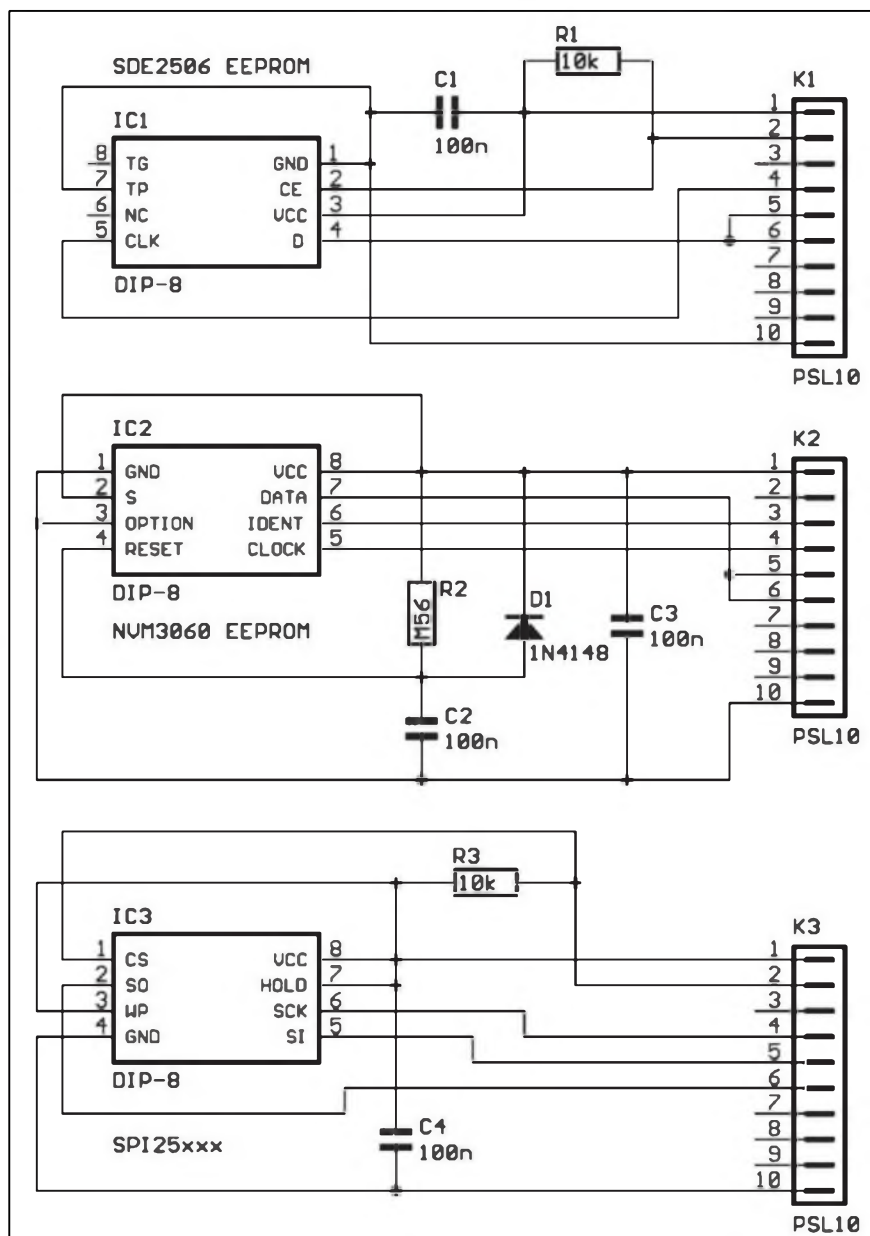 SDE2506 EEPROM
R1
10k
C1
100n
K1
1
2
3
4
5
6
7
8
9
10
PSL10
IC1
8 TG GND 1
7 TP CE 2
6 NC VCC 3
5 CLK D 4
DIP-8
IC2
1 GND VCC 8
2 S DATA 7
3 OPTION IDENT 6
4 RESET CLOCK 5
DIP-8
NVM3060 EEPROM
R2
M56
D1
1N4148
C3
100n
C2
100n
K2
1
2
3
4
5
6
7
8
9
10
PSL10
R3
10k
IC3
1 CS VCC 8
2 SO HOLD 7
3 WP SCK 6
4 GND SI 5
DIP-8
SPI25xxx
C4
100n
K3
1
2
3
4
5
6
7
8
9
10
PSL10